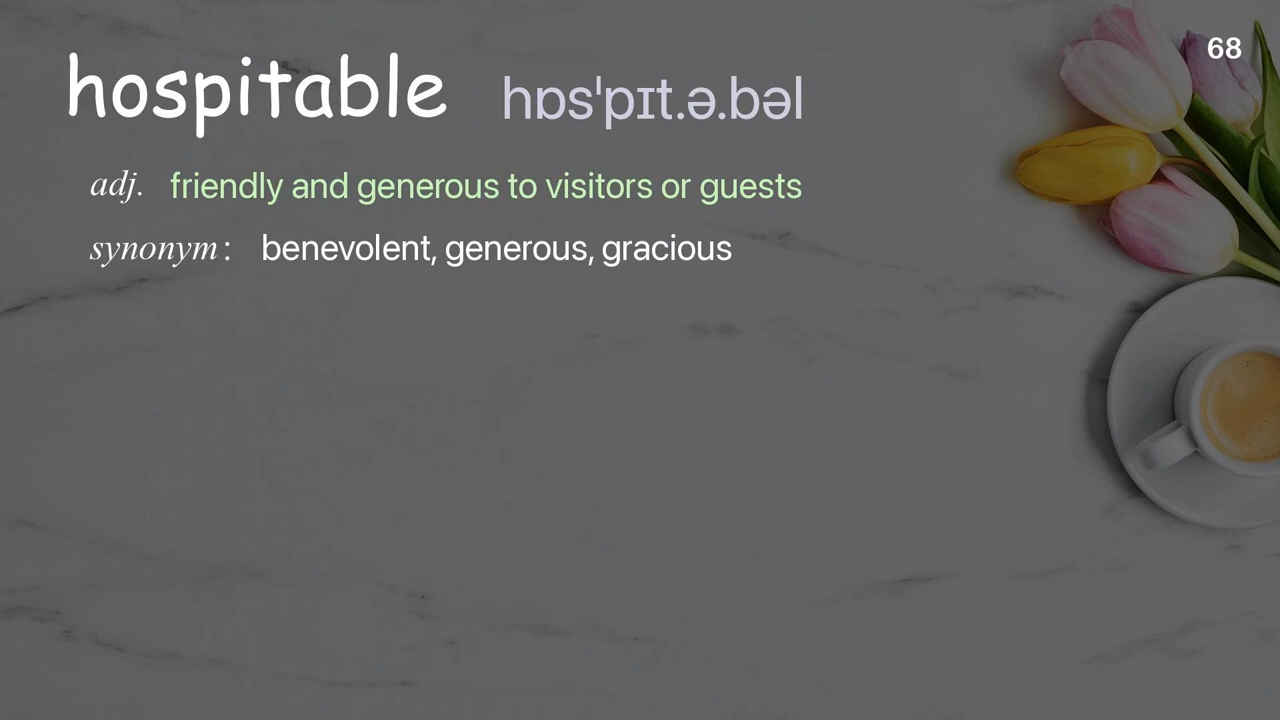 68
hospitable hɒsˈpɪt.ə.bəl
adj. friendly and generous to visitors or guests
synonym: benevolent, generous, gracious